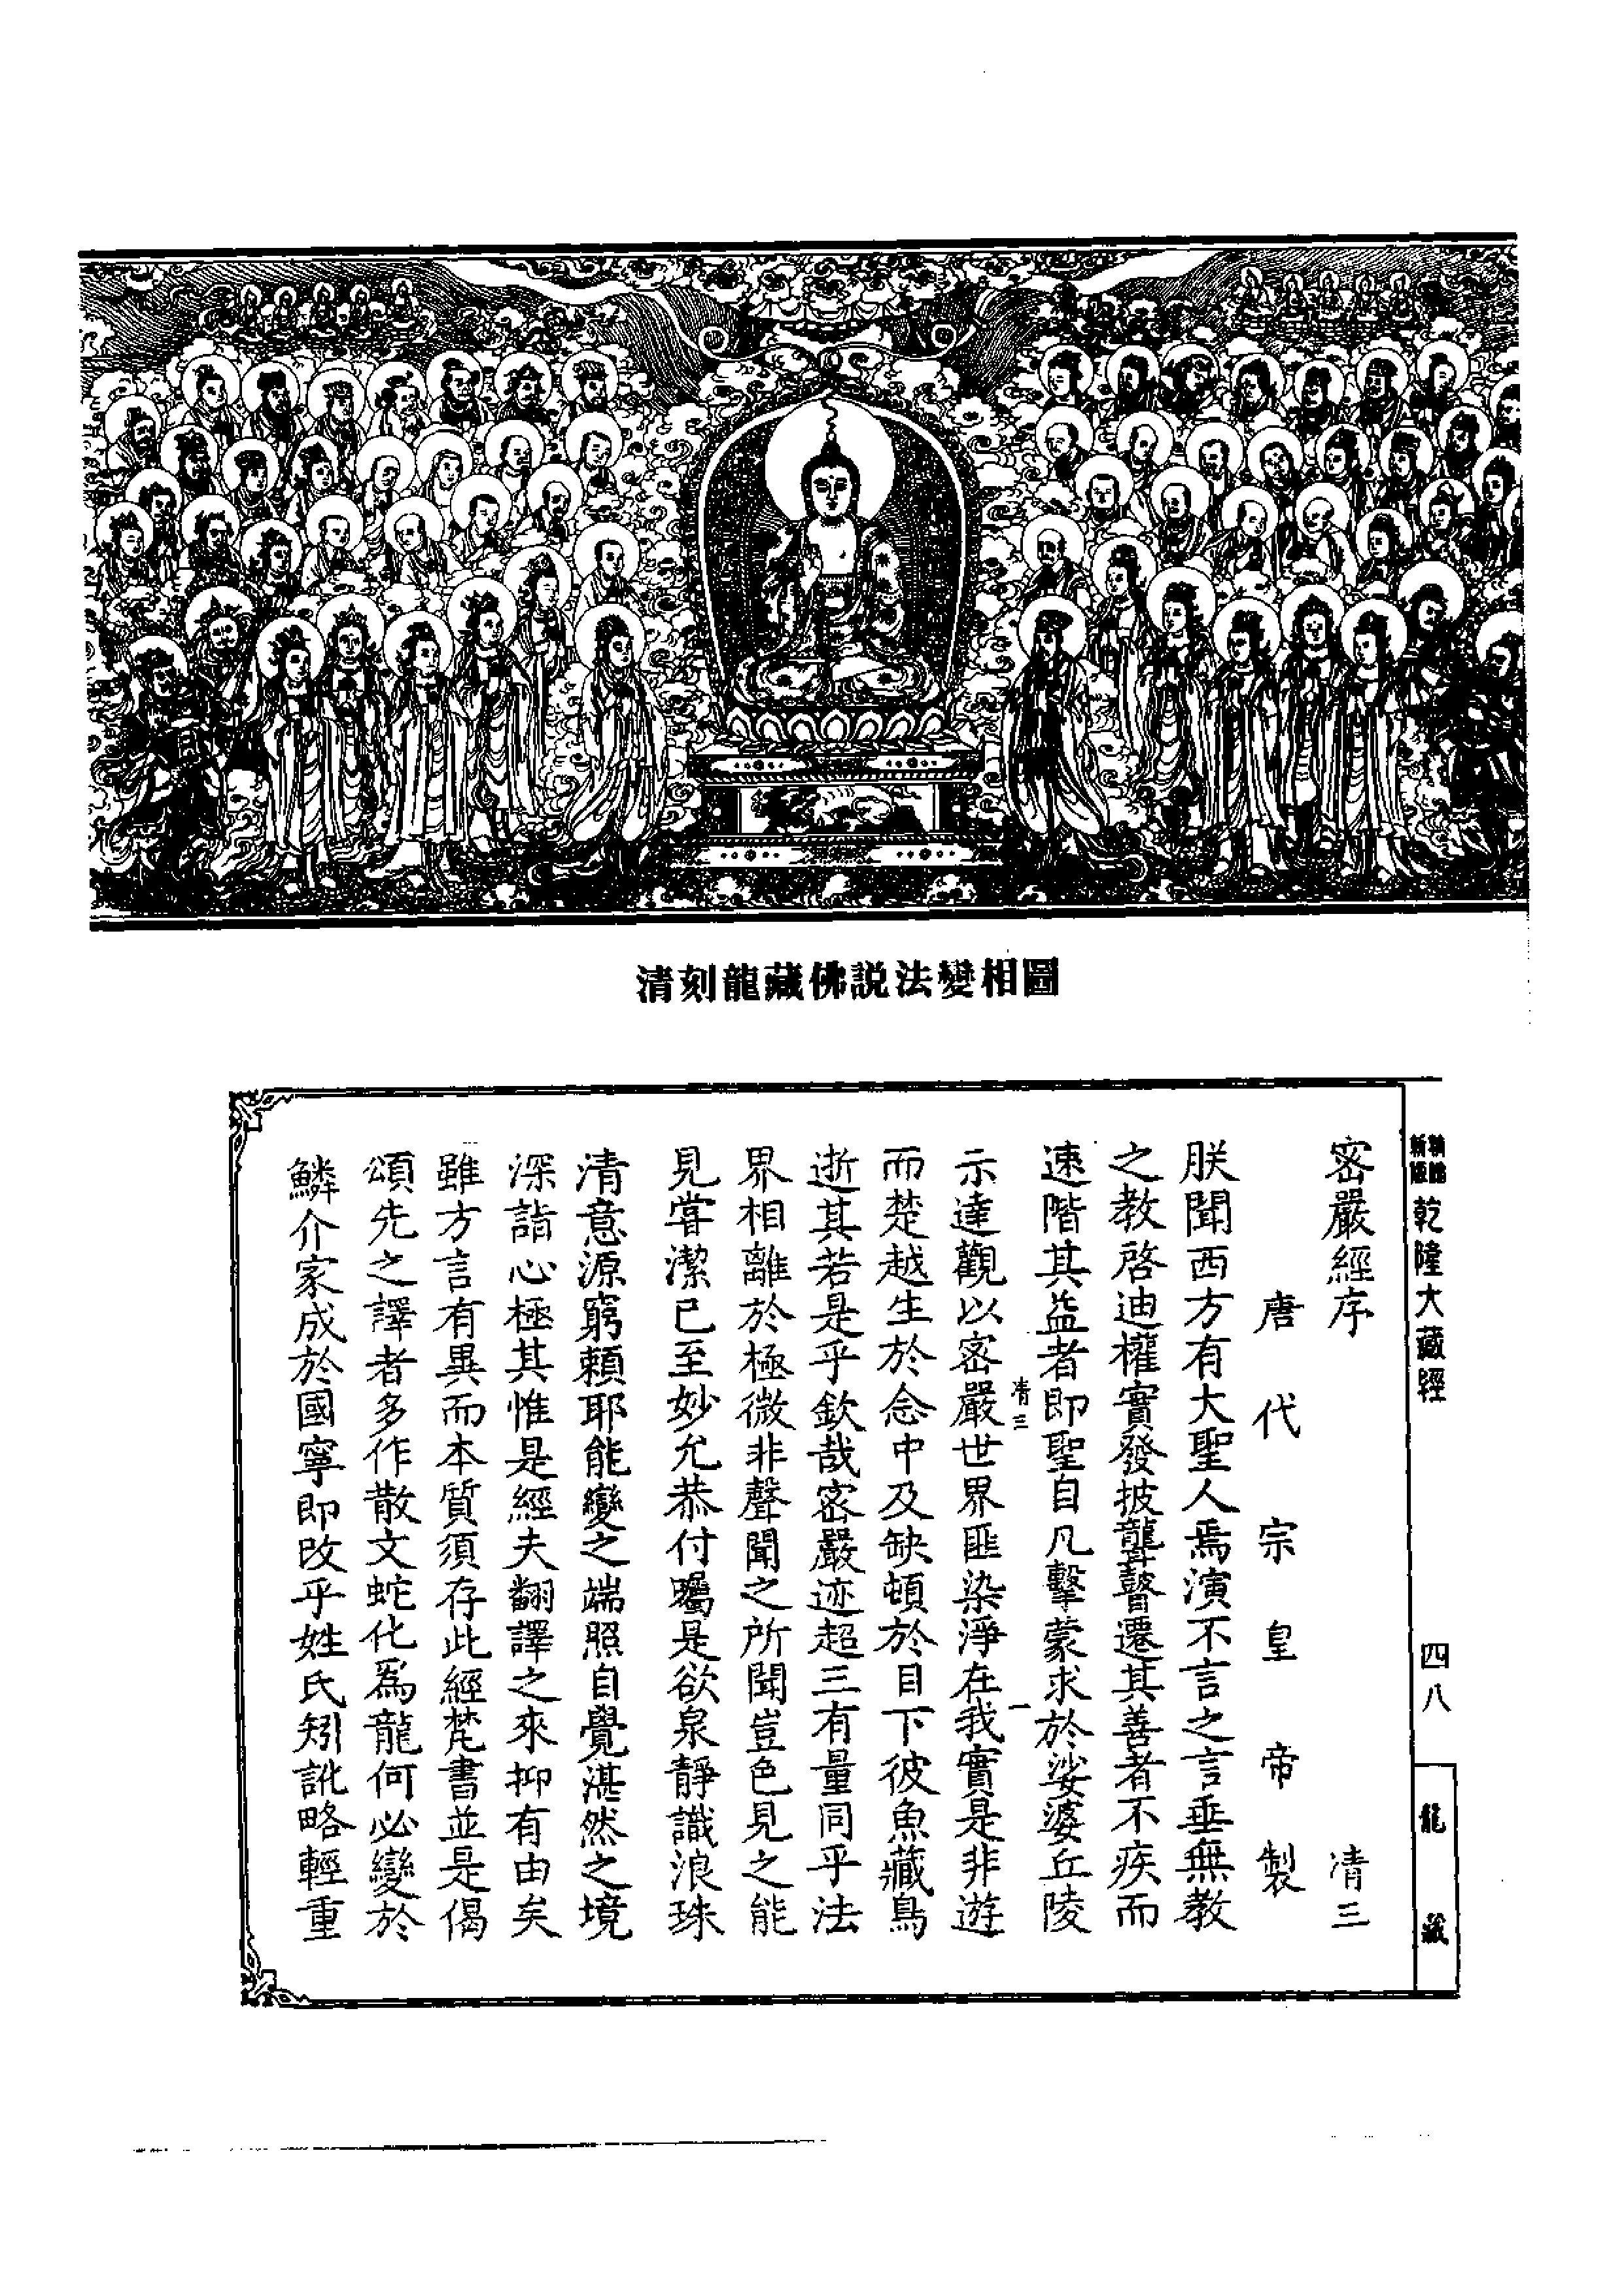 清刻龍藏佛説法變相圖
乾隆大藏經
四八
龍藏
密嚴經序
清三
唐代宗皇帝製
朕聞西方有大聖人焉演不言之言垂無教
之教啓迪權實發披聾瞽遷其善者不疾而
速階其益者即聖自凡擊蒙求於娑婆丘陵
清三
一
示達觀以密嚴世界匪染淨在我實是非遊
而楚越生於念中及缺頓於目下彼魚藏鳥
逝其若是乎欽哉密嚴迹超三有量同乎法
界相離於極微非聲聞之所聞豈色見之能
見嘗潔已至妙允恭付囑是欲泉靜識浪珠
清意源窮賴耶能變之端照自覺湛然之境
深詣心極其惟是經夫翻譯之來抑有由矣
雖方言有異而本質須存此經梵書並是偈
頌先之譯者多作散文蛇化爲龍何必變於
鱗介家成於國寧即改乎姓氏矧訛略輕重